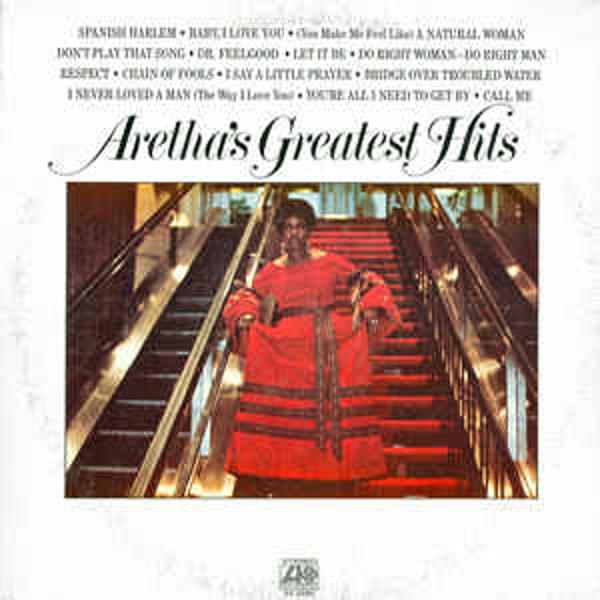 SPANISH HARLEM • BABY, I LOVE YOU • (You Make Me Feel Like) A NATURAL WOMAN
DON'T PLAY THAT SONG • DR. FEELGOOD • LET IT BE • DO RIGHT WOMAN–DO RIGHT MAN
RESPECT • CHAIN OF FOOLS • I SAY A LITTLE PRAYER • BRIDGE OVER TROUBLED WATER
I NEVER LOVED A MAN (The Way I Love You) • YOU'RE ALL I NEED TO GET BY • CALL ME
Aretha's Greatest Hits